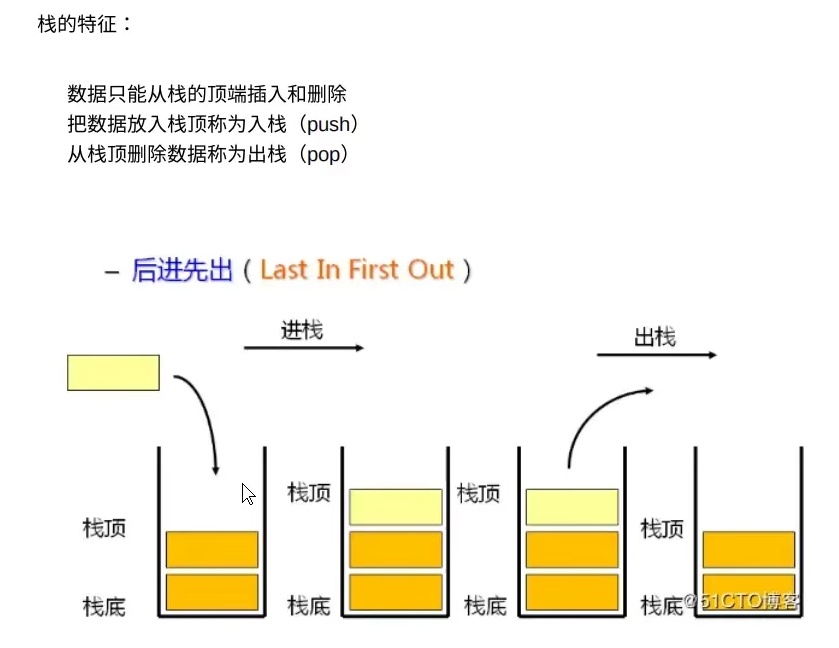 栈的特征：
数据只能从栈的顶端插入和删除
把数据放入栈顶称为入栈（push）
从栈顶删除数据称为出栈（pop）
– 后进先出（Last In First Out）
进栈
出栈
栈顶
栈顶
栈顶
栈顶
栈底
栈底
栈底
栈底
@51CTO博客